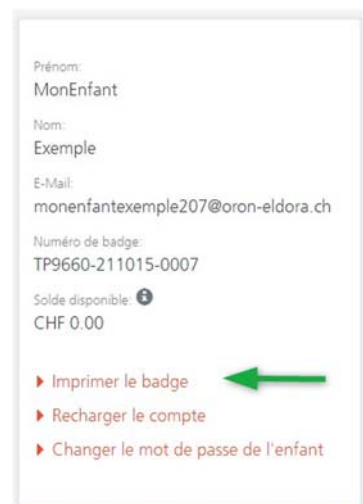 Prénom:
MonEnfant
Nom:
Exemple
E-Mail:
monenfantexemple207@oron-eldora.ch
Numéro de badge:
TP9660-211015-0007
Solde disponible:
CHF 0.00
Imprimer le badge
Recharger le compte
Changer le mot de passe de l'enfant